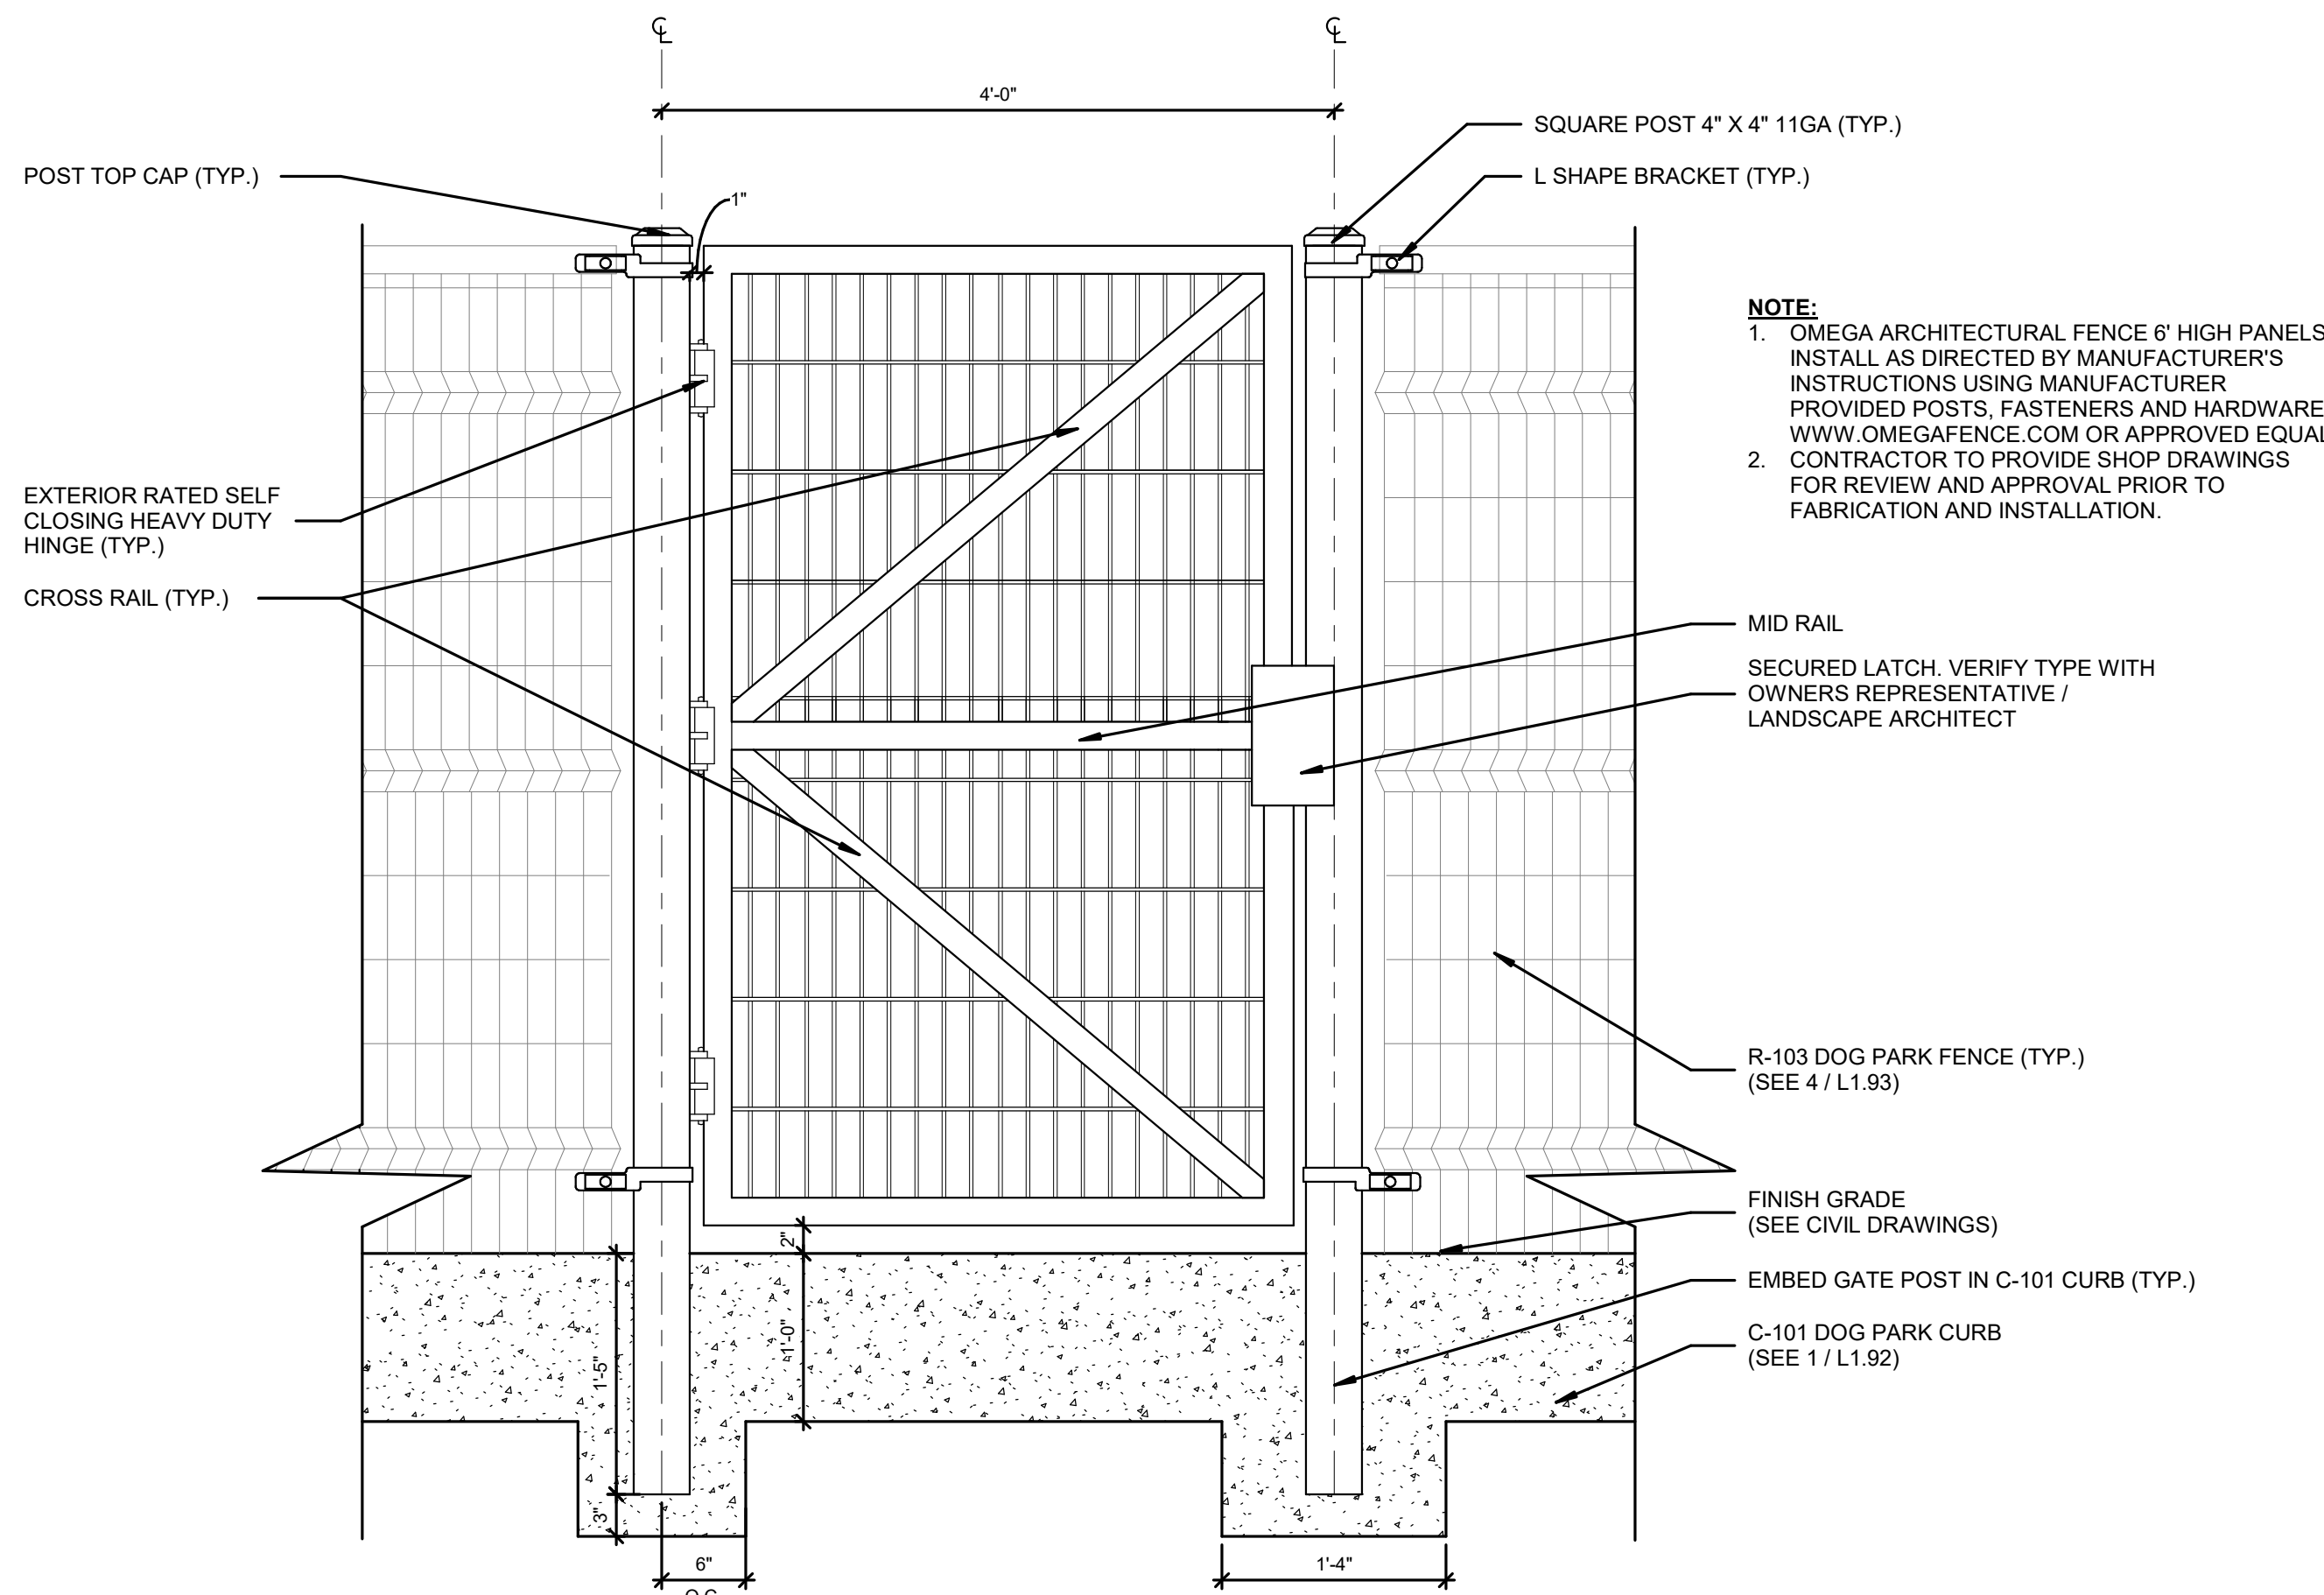 ℄
℄
4'-0"
SQUARE POST 4" X 4" 11GA (TYP.)
POST TOP CAP (TYP.)
L SHAPE BRACKET (TYP.)
1"
NOTE:
1. OMEGA ARCHITECTURAL FENCE 6' HIGH PANELS
INSTALL AS DIRECTED BY MANUFACTURER'S
INSTRUCTIONS USING MANUFACTURER
PROVIDED POSTS, FASTENERS AND HARDWARE
WWW.OMEGAFENCE.COM OR APPROVED EQUAL
2. CONTRACTOR TO PROVIDE SHOP DRAWINGS
FOR REVIEW AND APPROVAL PRIOR TO
FABRICATION AND INSTALLATION.
EXTERIOR RATED SELF
CLOSING HEAVY DUTY
HINGE (TYP.)
CROSS RAIL (TYP.)
MID RAIL
SECURED LATCH. VERIFY TYPE WITH
OWNERS REPRESENTATIVE /
LANDSCAPE ARCHITECT
R-103 DOG PARK FENCE (TYP.)
(SEE 4 / L1.93)
FINISH GRADE
(SEE CIVIL DRAWINGS)
2"
EMBED GATE POST IN C-101 CURB (TYP.)
C-101 DOG PARK CURB
(SEE 1 / L1.92)
1'-0"
1'-5"
3"
6"
1'-4"